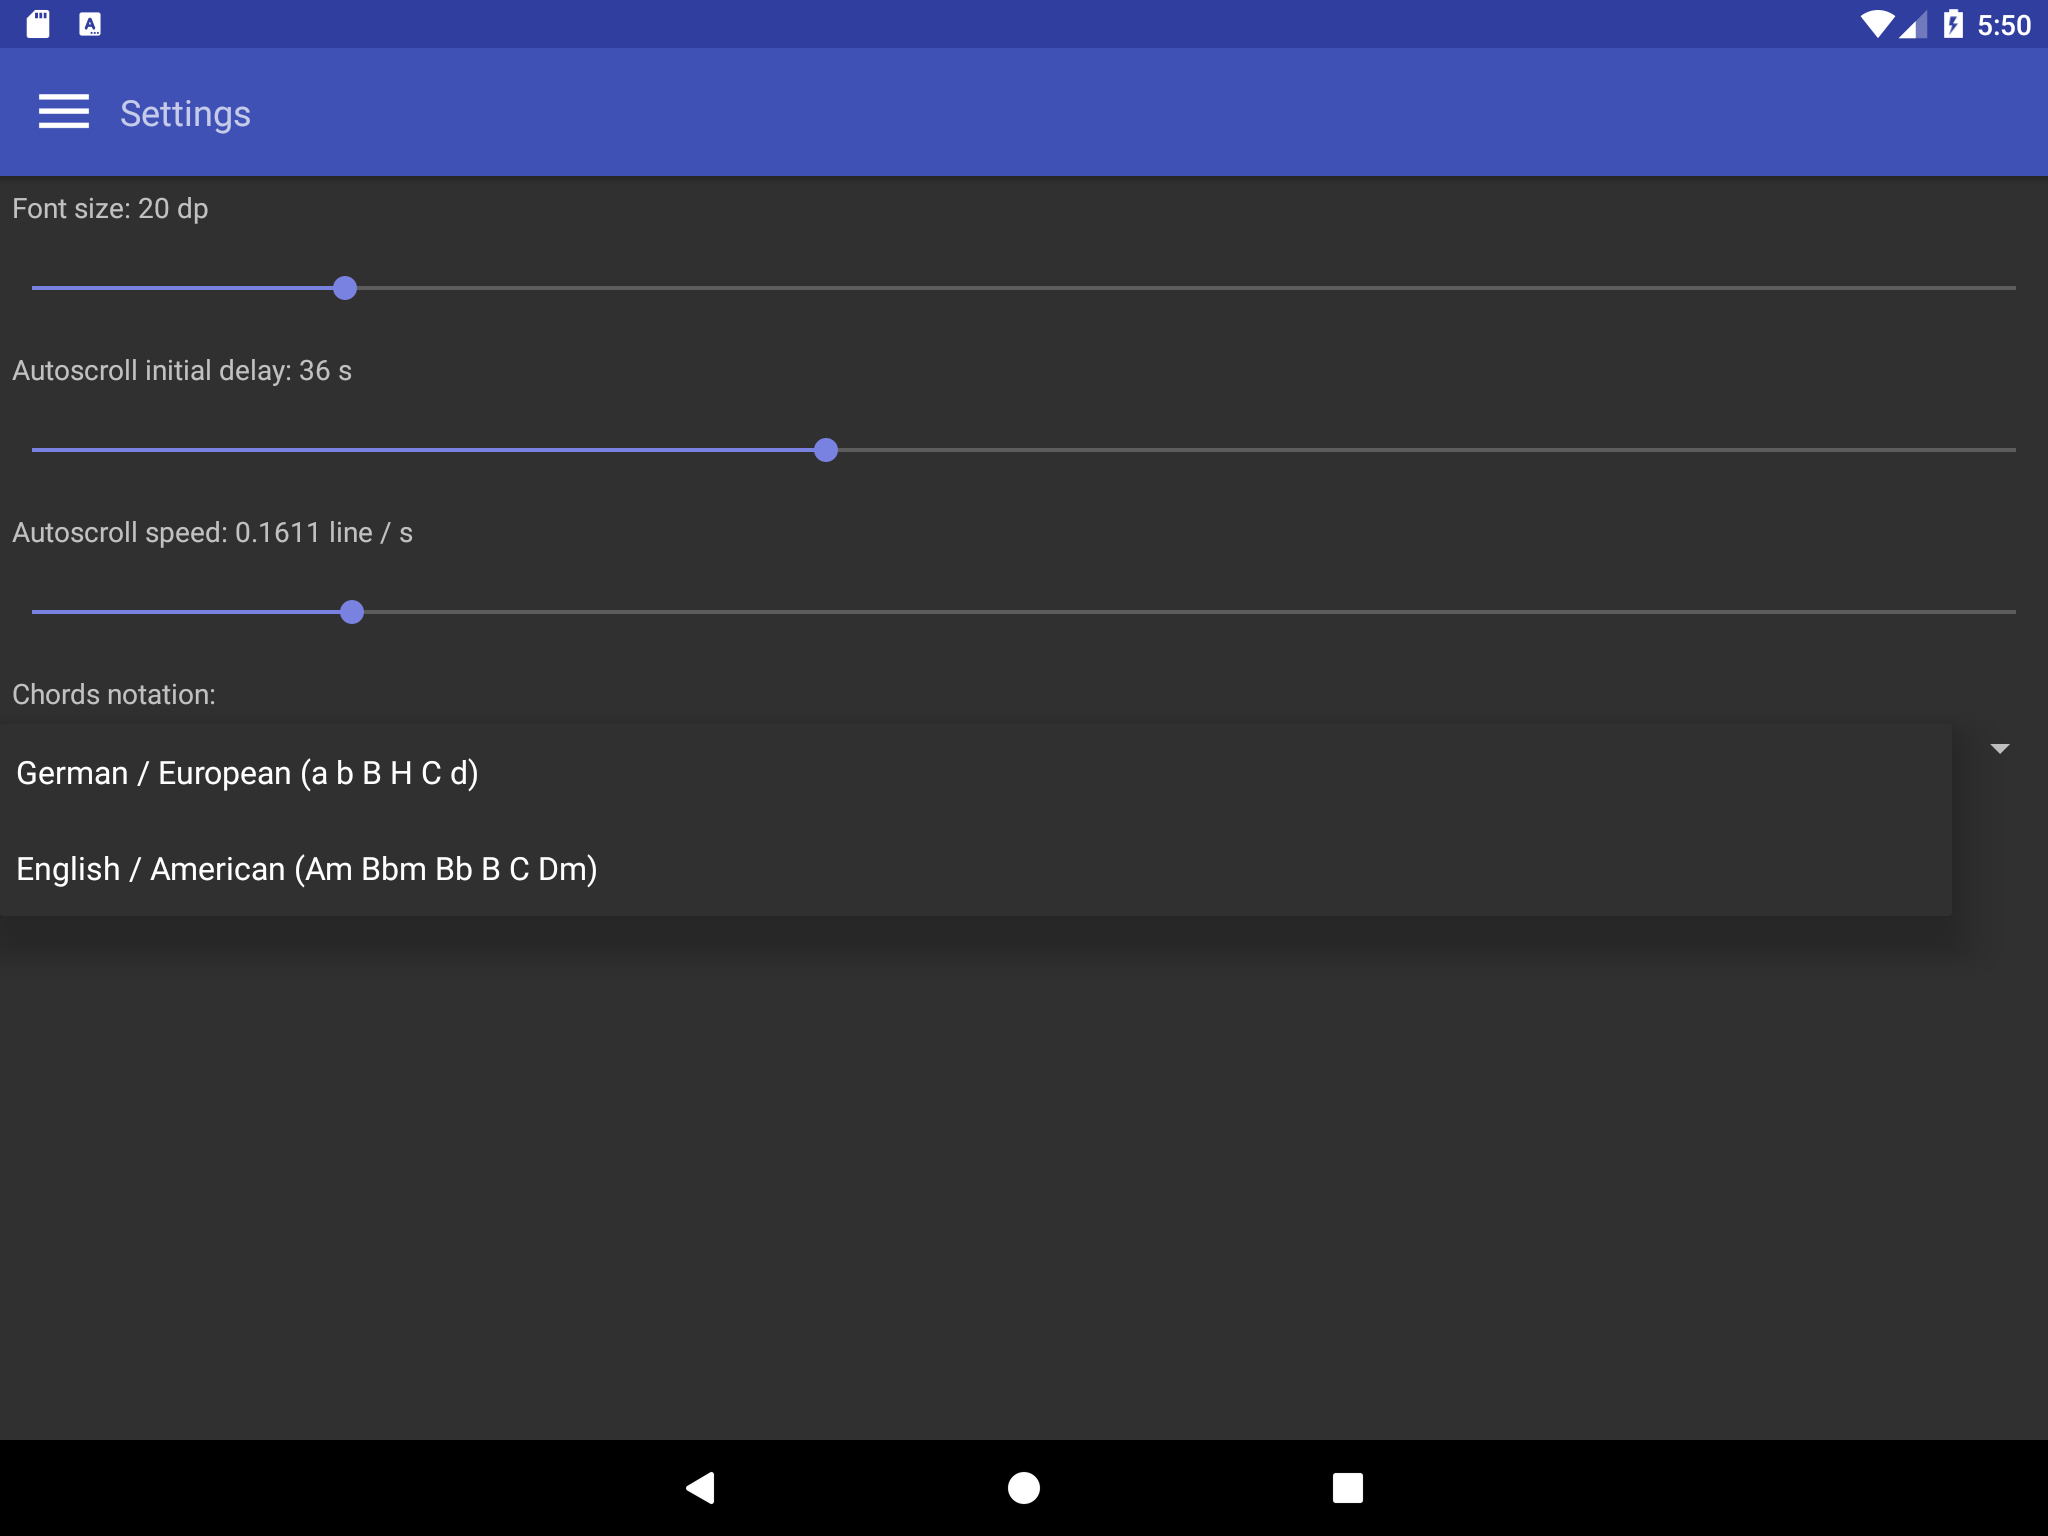 5:50
Settings
Font size: 20 dp
Autoscroll initial delay: 36 s
Autoscroll speed: 0.1611 line / s
Chords notation:
German / European (a b B H C d)
English / American (Am Bbm Bb B C Dm)